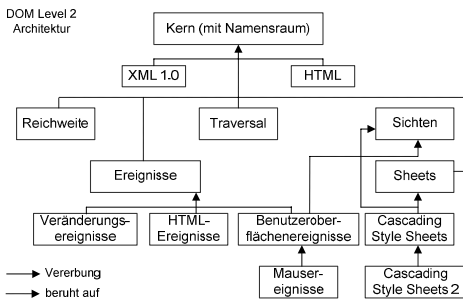 DOM Level 2
Architektur
Kern (mit Namensraum)
XML 1.0
HTML
Reichweite
Traversal
Sichten
Ereignisse
Sheets
Veränderungs-
ereignisse
HTML-
Ereignisse
Benutzerober-
flächenereignisse
Cascading
Style Sheets
Vererbung
beruht auf
Mauser-
eignisse
Cascading
Style Sheets 2